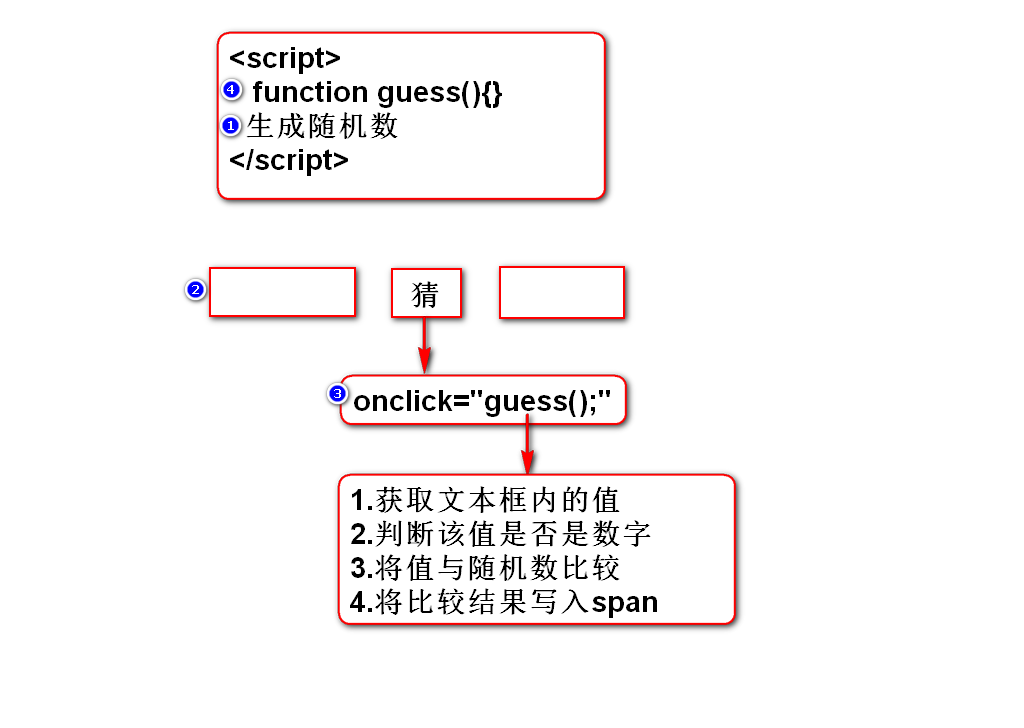 <script>
4 function guess(){}
1 生成随机数
</script>
2 猜
3 onclick="guess();"
1.获取文本框内的值
2.判断该值是否是数字
3.将值与随机数比较
4.将比较结果写入span